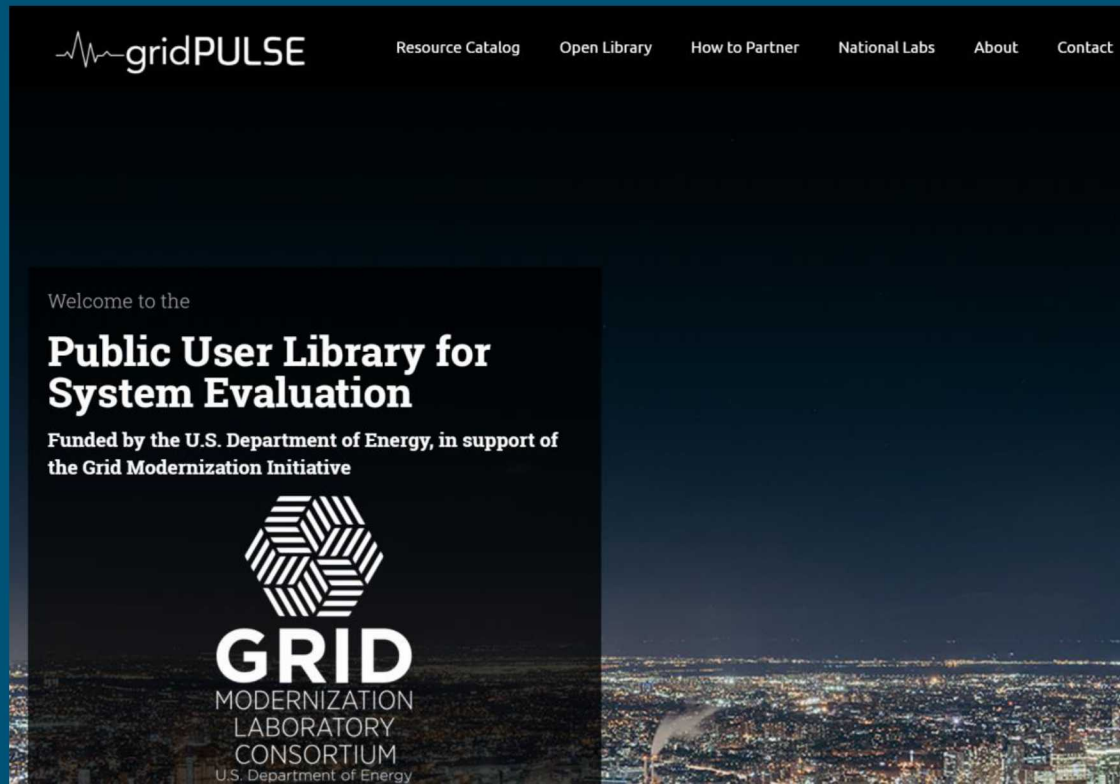 gridPULSE
Resource Catalog
Open Library
How to Partner
National Labs
About
Contact
Welcome to the
Public User Library for
System Evaluation
Funded by the U.S. Department of Energy, in support of
the Grid Modernization Initiative
GRID
MODERNIZATION
LABORATORY
CONSORTIUM
U.S. Department of Energy